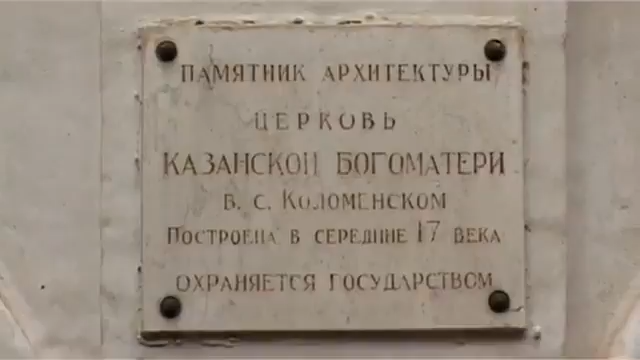 ПАМЯТНИК АРХИТЕКТУРЫ
ЦЕРКОВЬ
КАЗАНСКОЙ БОГОМАТЕРИ
В. С. КОЛОМЕНСКОМ
ПОСТРОЕНА В СЕРЕДИНЕ 17 ВЕКА
ОХРАНЯЕТСЯ ГОСУДАРСТВОМ